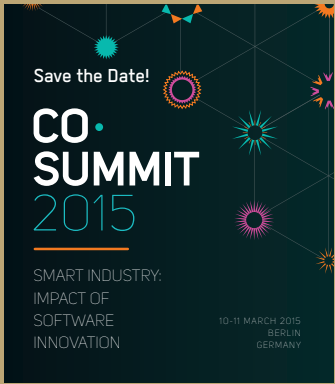 Save the Date!
CO·
SUMMIT
2015
SMART INDUSTRY:
IMPACT OF
SOFTWARE
INNOVATION
10-11 MARCH 2015
BERLIN
GERMANY